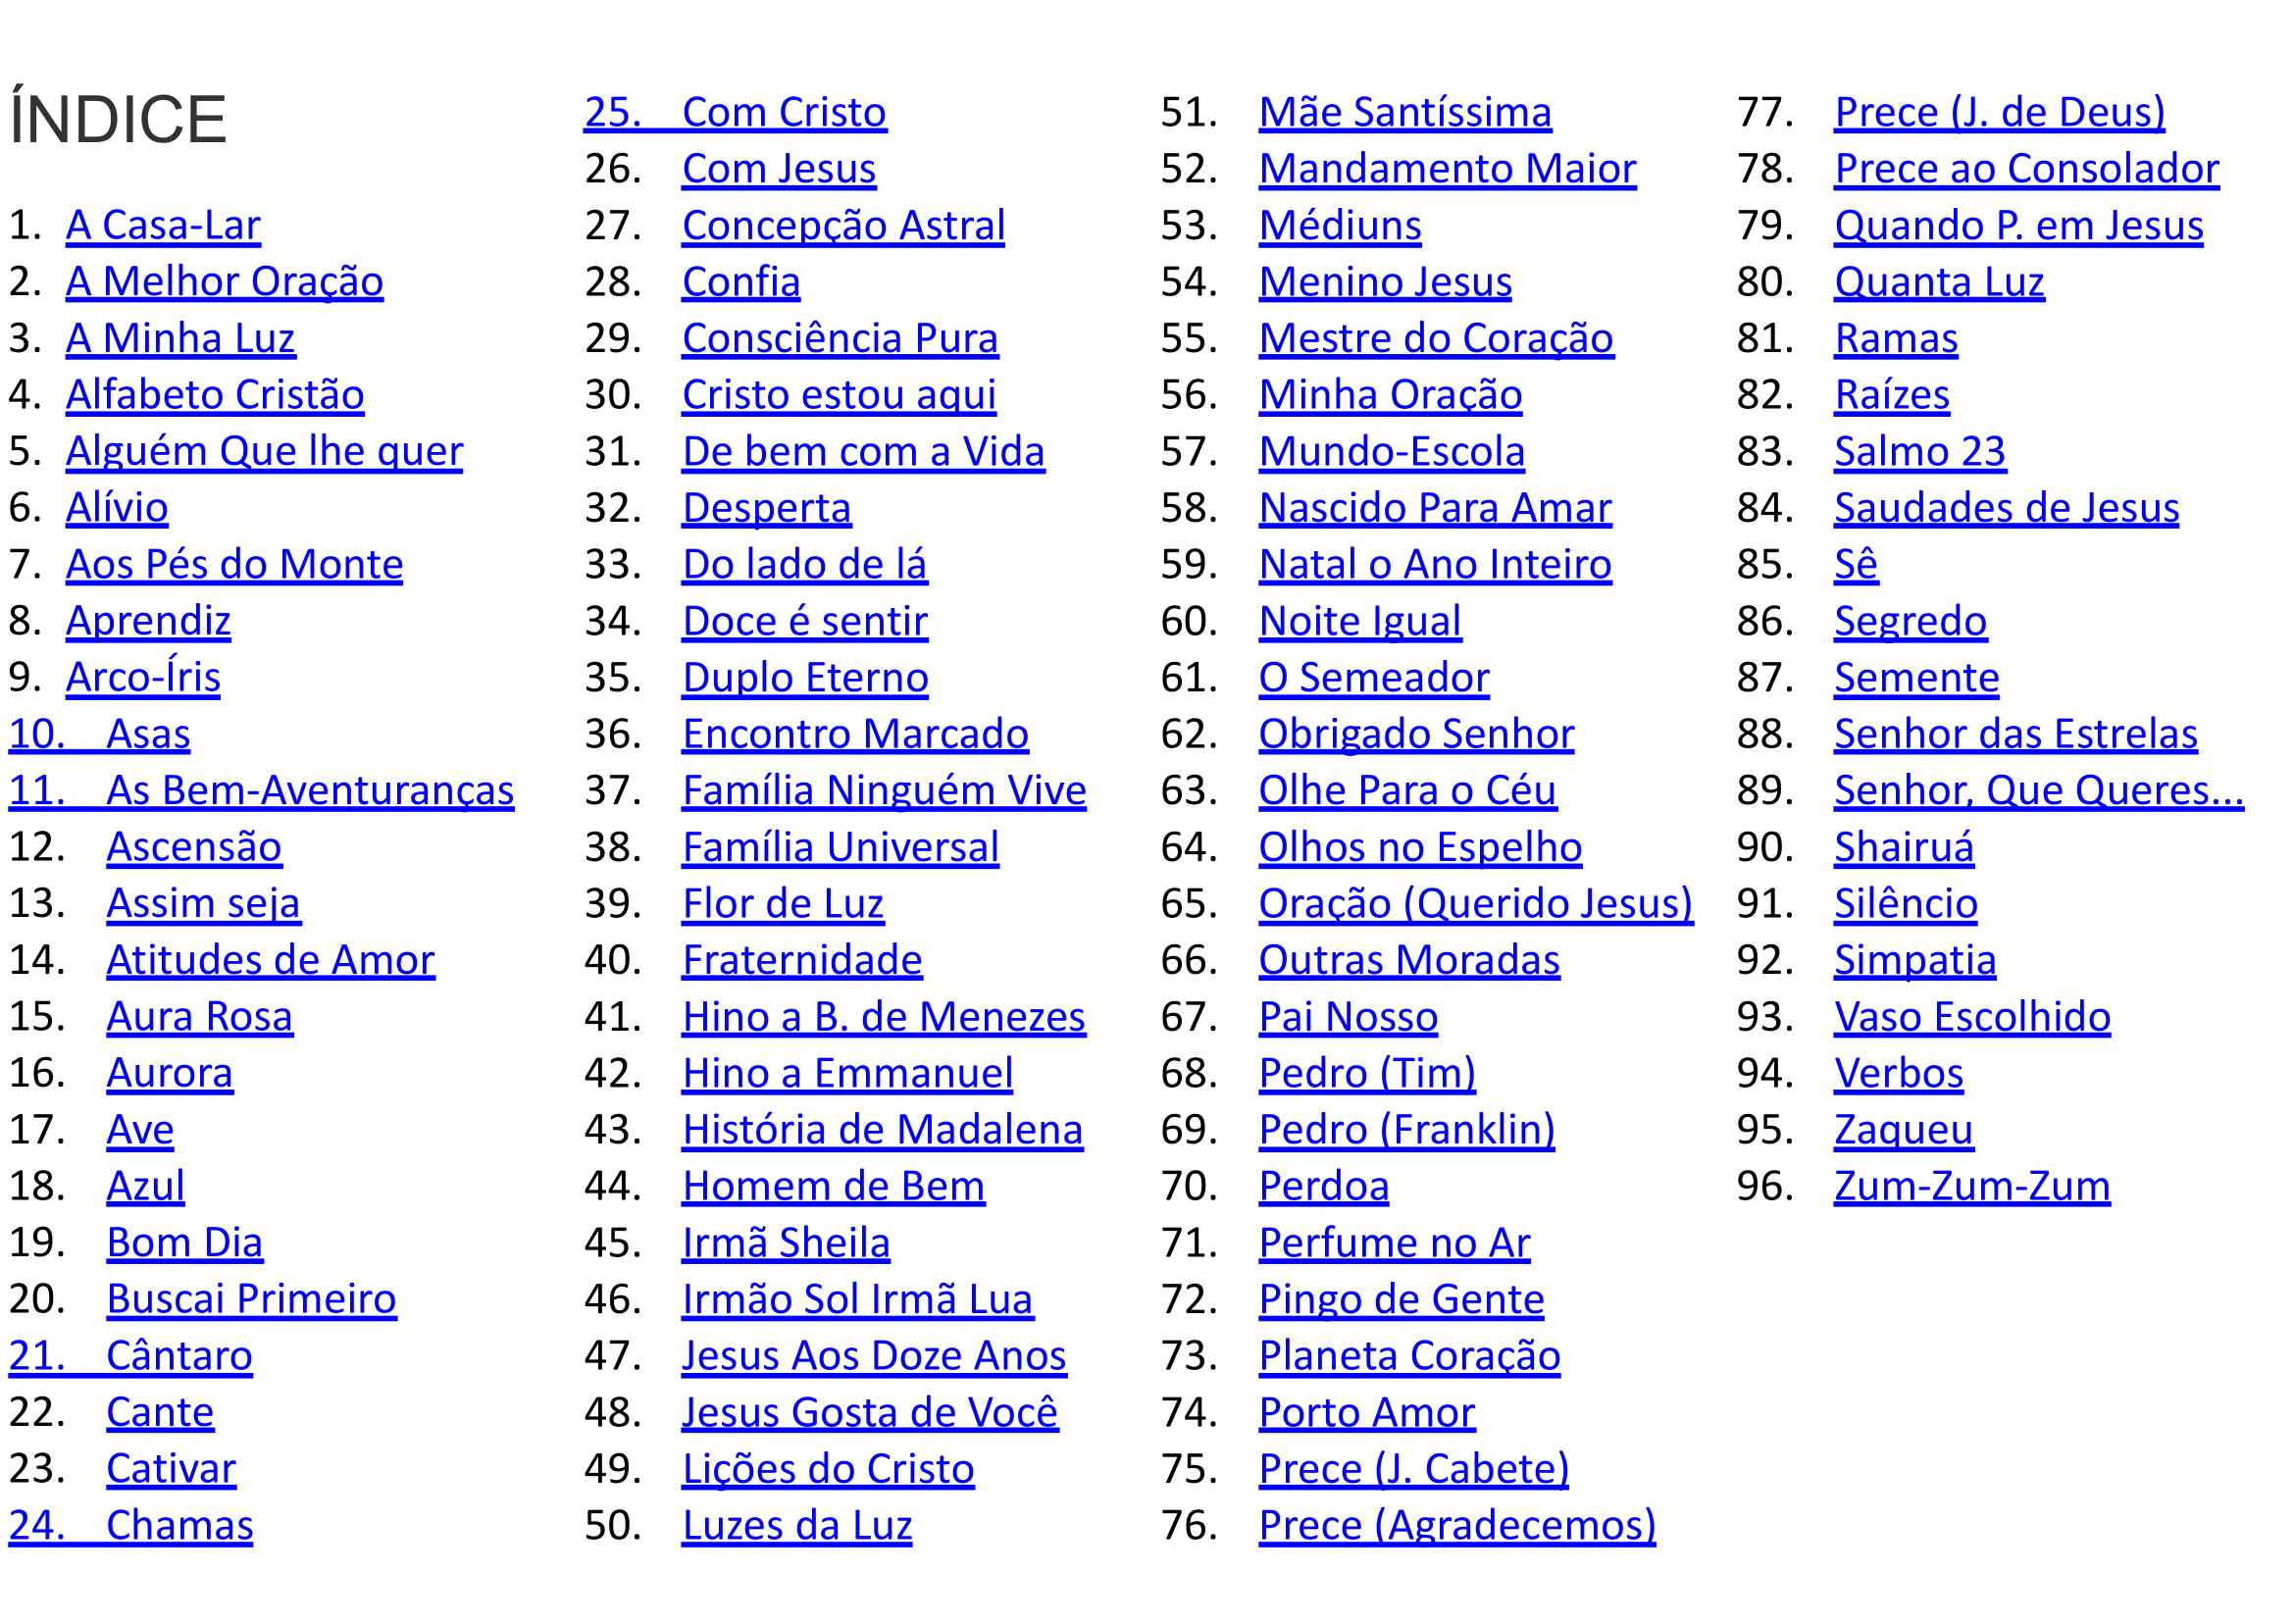 ÍNDICE
1. A Casa-Lar
2. A Melhor Oração
3. A Minha Luz
4. Alfabeto Cristão
5. Alguém Que lhe quer
6. Alívio
7. Aos Pés do Monte
8. Aprendiz
9. Arco-Íris
10. Asas
11. As Bem-Aventuranças
12. Ascensão
13. Assim seja
14. Atitudes de Amor
15. Aura Rosa
16. Aurora
17. Ave
18. Azul
19. Bom Dia
20. Buscai Primeiro
21. Cântaro
22. Cante
23. Cativar
24. Chamas
25. Com Cristo
26. Com Jesus
27. Concepção Astral
28. Confia
29. Consciência Pura
30. Cristo estou aqui
31. De bem com a Vida
32. Desperta
33. Do lado de lá
34. Doce é sentir
35. Duplo Eterno
36. Encontro Marcado
37. Família Ninguém Vive
38. Família Universal
39. Flor de Luz
40. Fraternidade
41. Hino a B. de Menezes
42. Hino a Emmanuel
43. História de Madalena
44. Homem de Bem
45. Irmã Sheila
46. Irmão Sol Irmã Lua
47. Jesus Aos Doze Anos
48. Jesus Gosta de Você
49. Lições do Cristo
50. Luzes da Luz
51. Mãe Santíssima
52. Mandamento Maior
53. Médiuns
54. Menino Jesus
55. Mestre do Coração
56. Minha Oração
57. Mundo-Escola
58. Nascido Para Amar
59. Natal o Ano Inteiro
60. Noite Igual
61. O Semeador
62. Obrigado Senhor
63. Olhe Para o Céu
64. Olhos no Espelho
65. Oração (Querido Jesus)
66. Outras Moradas
67. Pai Nosso
68. Pedro (Tim)
69. Pedro (Franklin)
70. Perdoa
71. Perfume no Ar
72. Pingo de Gente
73. Planeta Coração
74. Porto Amor
75. Prece (J. Cabete)
76. Prece (Agradecemos)
77. Prece (J. de Deus)
78. Prece ao Consolador
79. Quando P. em Jesus
80. Quanta Luz
81. Ramas
82. Raízes
83. Salmo 23
84. Saudades de Jesus
85. Sê
86. Segredo
87. Semente
88. Senhor das Estrelas
89. Senhor, Que Queres...
90. Shairuá
91. Silêncio
92. Simpatia
93. Vaso Escolhido
94. Verbos
95. Zaqueu
96. Zum-Zum-Zum